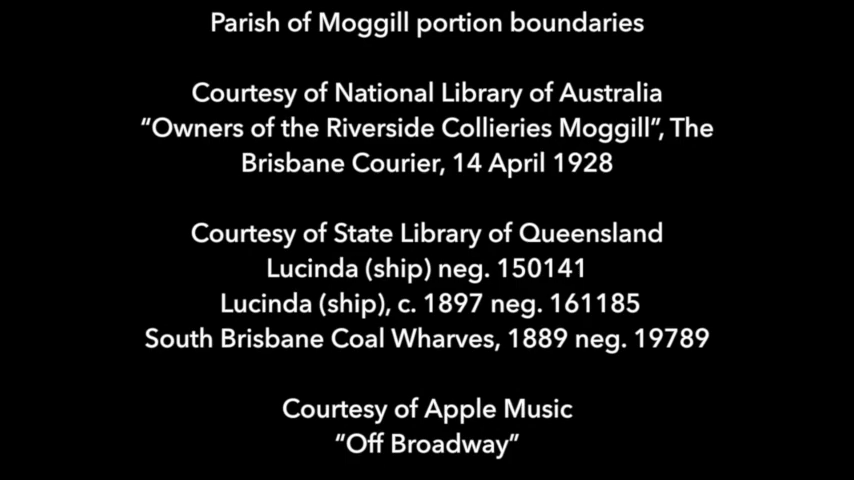 Parish of Moggill portion boundaries
Courtesy of National Library of Australia
“Owners of the Riverside Collieries Moggill”, The
Brisbane Courier, 14 April 1928
Courtesy of State Library of Queensland
Lucinda (ship) neg. 150141
Lucinda (ship), c. 1897 neg. 161185
South Brisbane Coal Wharves, 1889 neg. 19789
Courtesy of Apple Music
“Off Broadway”